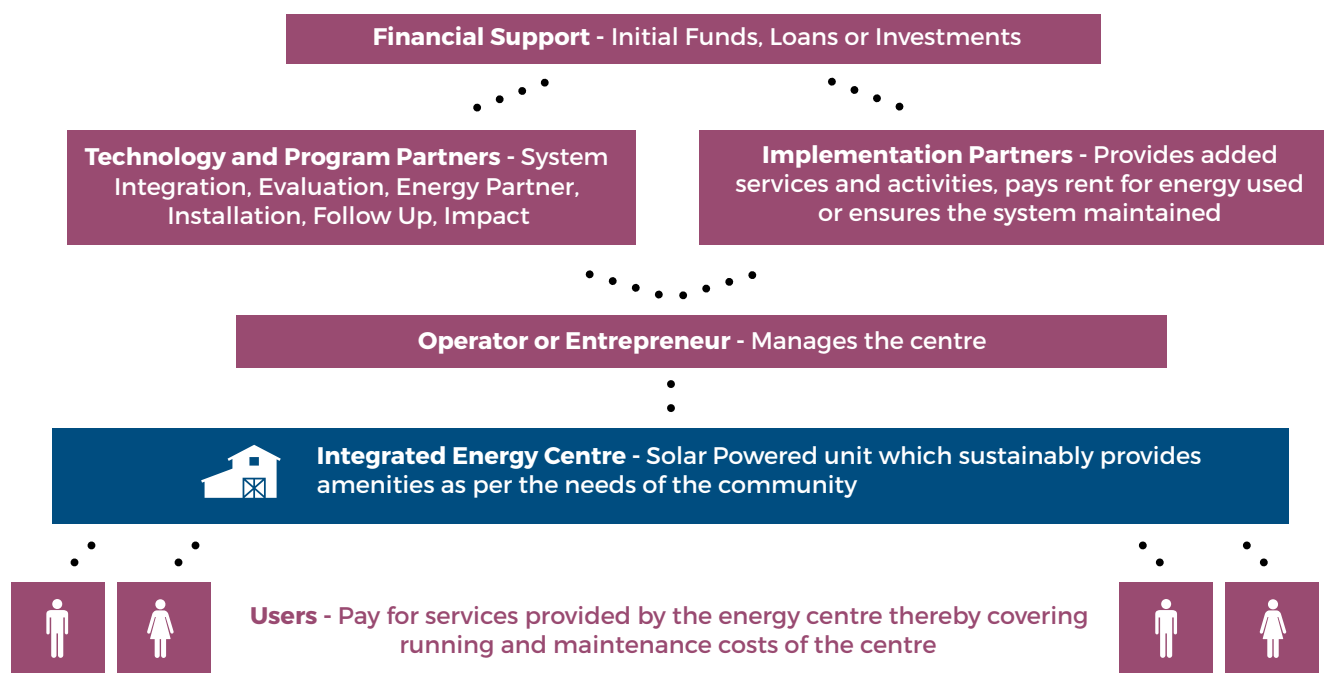 Financial Support - Initial Funds, Loans or Investments
Technology and Program Partners - System
Integration, Evaluation, Energy Partner,
Installation, Follow Up, Impact
Implementation Partners - Provides added
services and activities, pays rent for energy used
or ensures the system maintained
Operator or Entrepreneur - Manages the centre
Integrated Energy Centre - Solar Powered unit which sustainably provides
amenities as per the needs of the community
Users - Pay for services provided by the energy centre thereby covering
running and maintenance costs of the centre